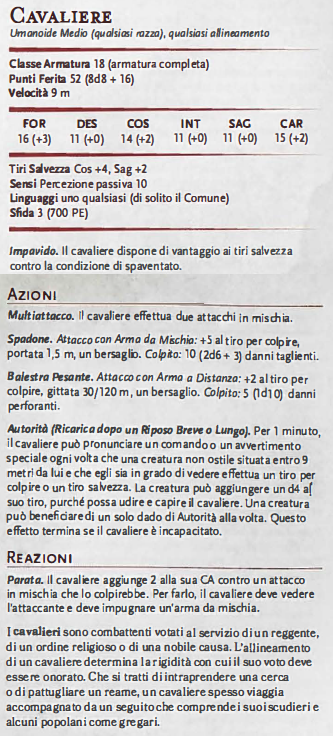 CAVALIERE
Umanoide Medio (qualsiasi razza), qualsiasi allineamento
Classe Armatura 18 (armatura completa)
Punti Ferita 52 (8d8 + 16)
Velocità 9 m
FOR DES COS INT SAG CAR
16 (+3) 11 (+0) 14 (+2) 11 (+0) 11 (+0) 15 (+2)
Tiri Salvezza Cos +4, Sag +2
Sensi Percezione passiva 10
Linguaggi uno qualsiasi (di solito il Comune)
Sfida 3 (700 PE)
Impavido. Il cavaliere dispone di vantaggio ai tiri salvezza
contro la condizione di spaventato.
AZIONI
Multiattacco. Il cavaliere effettua due attacchi in mischia.
Spadone. Attacco con Arma da Mischia: +5 al tiro per colpire,
portata 1,5 m, un bersaglio. Colpito: 10 (2d6 + 3) danni taglienti.
Balestra Pesante. Attacco con Arma a Distanza: +2 al tiro per
colpire, gittata 30/120 m, un bersaglio. Colpito: 5 (1d10) danni
perforanti.
Autorità (Ricarica dopo un Riposo Breve o Lungo). Per 1 minuto,
il cavaliere può pronunciare un comando o un avvertimento
speciale ogni volta che una creatura non ostile situata entro 9
metri da lui e che egli sia in grado di vedere effettua un tiro per
colpire o un tiro salvezza. La creatura può aggiungere un d4 al
suo tiro, purché possa udire e capire il cavaliere. Una creatura
può beneficiare di un solo dado di Autorità alla volta. Questo
effetto termina se il cavaliere è incapacitato.
REAZIONI
Parata. Il cavaliere aggiunge 2 alla sua CA contro un attacco
in mischia che lo colpirebbe. Per farlo, il cavaliere deve vedere
l'attaccante e deve impugnare un'arma da mischia.
I cavalieri sono combattenti votati al servizio di un reggente,
di un ordine religioso o di una nobile causa. L'allineamento
di un cavaliere determina la rigidità con cui il suo voto deve
essere onorato. Che si tratti di intraprendere una cerca
o di pattugliare un reame, un cavaliere spesso viaggia
accompagnato da un seguito che comprende i suoi scudieri e
alcuni popolani come gregari.